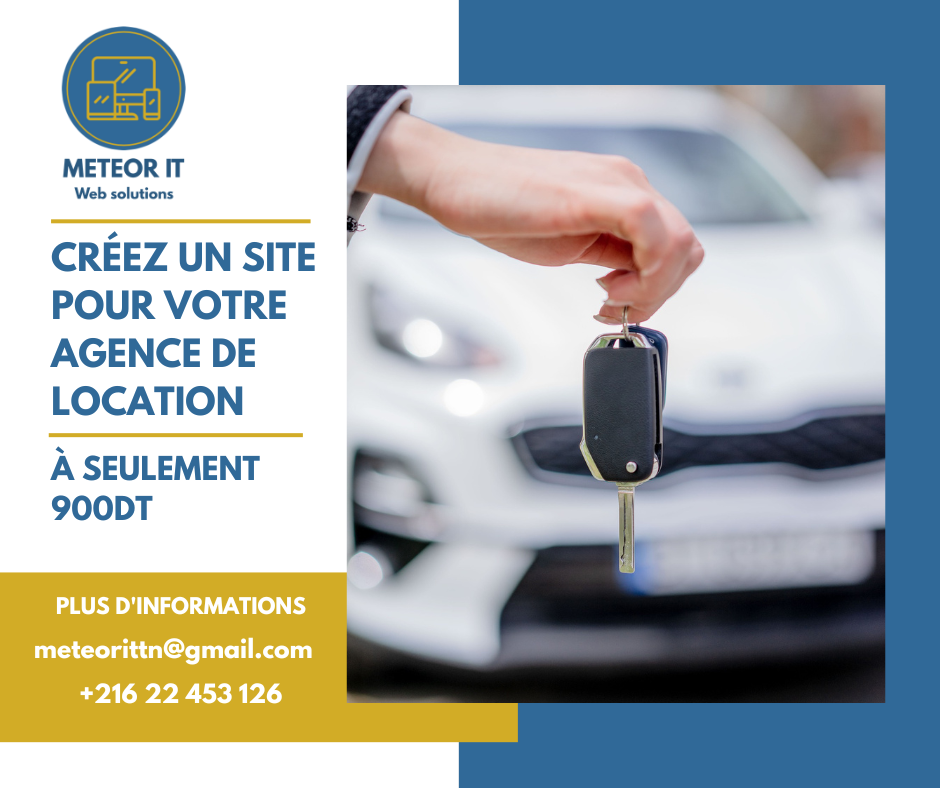 METEOR IT
Web solutions
CRÉEZ UN SITE
POUR VOTRE
AGENCE DE
LOCATION
À SEULEMENT
900DT
PLUS D'INFORMATIONS
meteorittn@gmail.com
+216 22 453 126